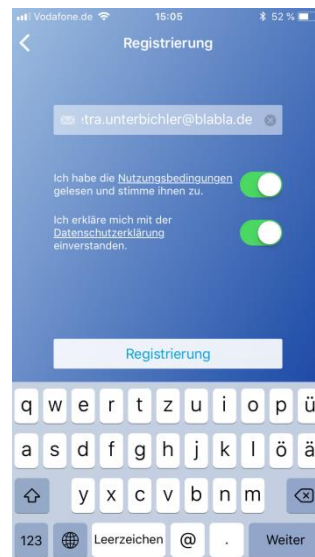 Vodafone.de 15:05 52 %
Registrierung
tra.unterbichler@blabla.de
Ich habe die Nutzungsbedingungen
gelesen und stimme ihnen zu.
Ich erkläre mich mit der
Datenschutzerklärung
einverstanden.
Registrierung
q w e r t z u i o p ü
a s d f g h j k l ö ä
y x c v b n m
123 Leerzeichen @ . Weiter